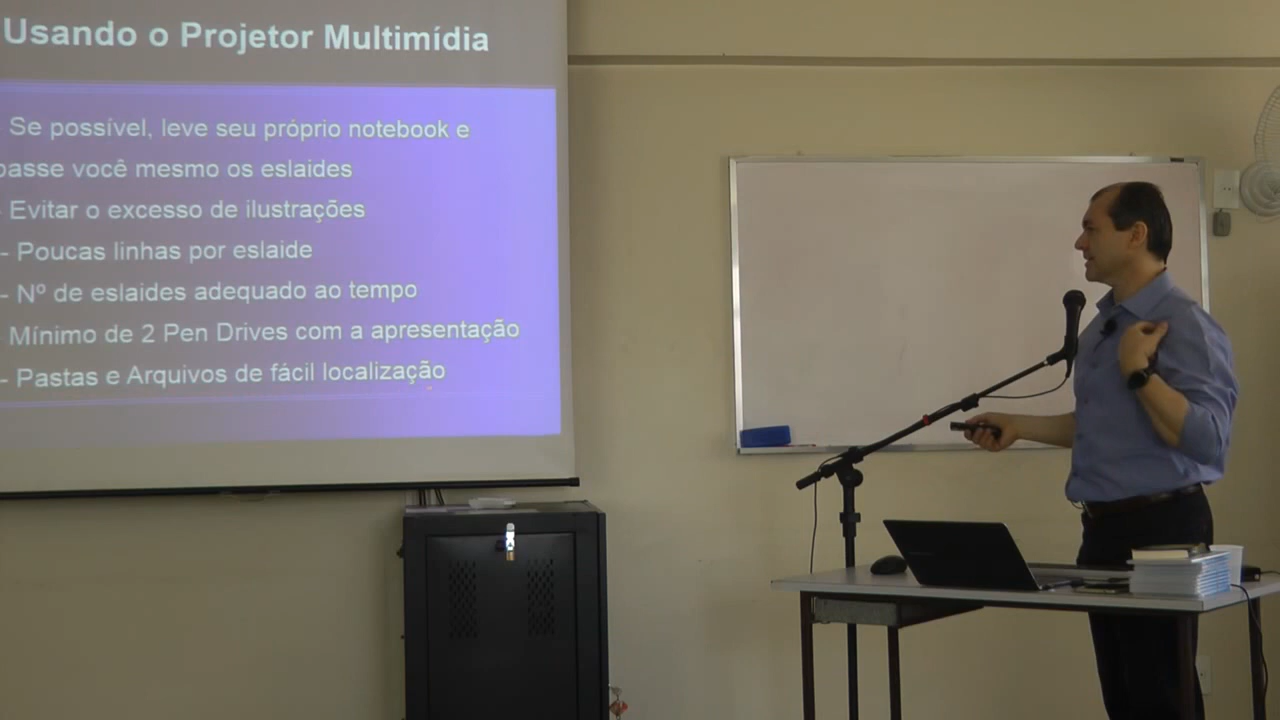 Usando o Projetor Multimídia
- Se possível, leve seu próprio notebook e
passe você mesmo os eslaides
- Evitar o excesso de ilustrações
- Poucas linhas por eslaide
- Nº de eslaides adequado ao tempo
- Mínimo de 2 Pen Drives com a apresentação
- Pastas e Arquivos de fácil localização